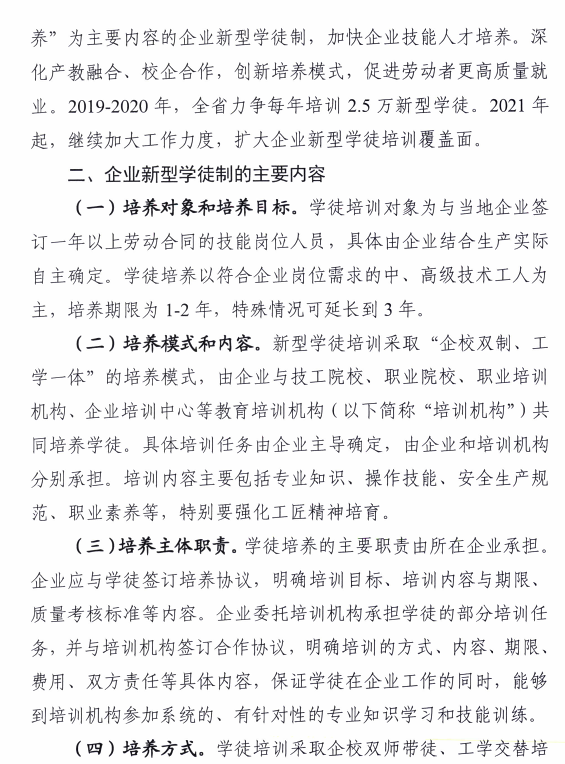 养”为主要内容的企业新型学徒制，加快企业技能人才培养。深
化产教融合、校企合作，创新培养模式，促进劳动者更高质量就
业。2019-2020 年，全省力争每年培训 2.5 万新型学徒。2021 年
起，继续加大工作力度，扩大企业新型学徒培训覆盖面。
二、企业新型学徒制的主要内容
（一）培养对象和培养目标。学徒培训对象为与当地企业签
订一年以上劳动合同的技能岗位人员，具体由企业结合生产实际
自主确定。学徒培养以符合企业岗位需求的中、高级技术工人为
主，培养期限为 1-2 年，特殊情况可延长到 3 年。
（二）培养模式和内容。新型学徒培训采取“企校双制、工
学一体”的培养模式，由企业与技工院校、职业院校、职业培训
机构、企业培训中心等教育培训机构（以下简称“培训机构”）共
同培养学徒。具体培训任务由企业主导确定，由企业和培训机构
分别承担。培训内容主要包括专业知识、操作技能、安全生产规
范、职业素养等，特别要强化工匠精神培育。
（三）培养主体职责。学徒培养的主要职责由所在企业承担。
企业应与学徒签订培养协议，明确培训目标、培训内容与期限、
质量考核标准等内容。企业委托培训机构承担学徒的部分培训任
务，并与培训机构签订合作协议，明确培训的方式、内容、期限、
费用、双方责任等具体内容，保证学徒在企业工作的同时，能够
到培训机构参加系统的、有针对性的专业知识学习和技能训练。
（四）培养方式。学徒培训采取企校双师带徒、工学交替培